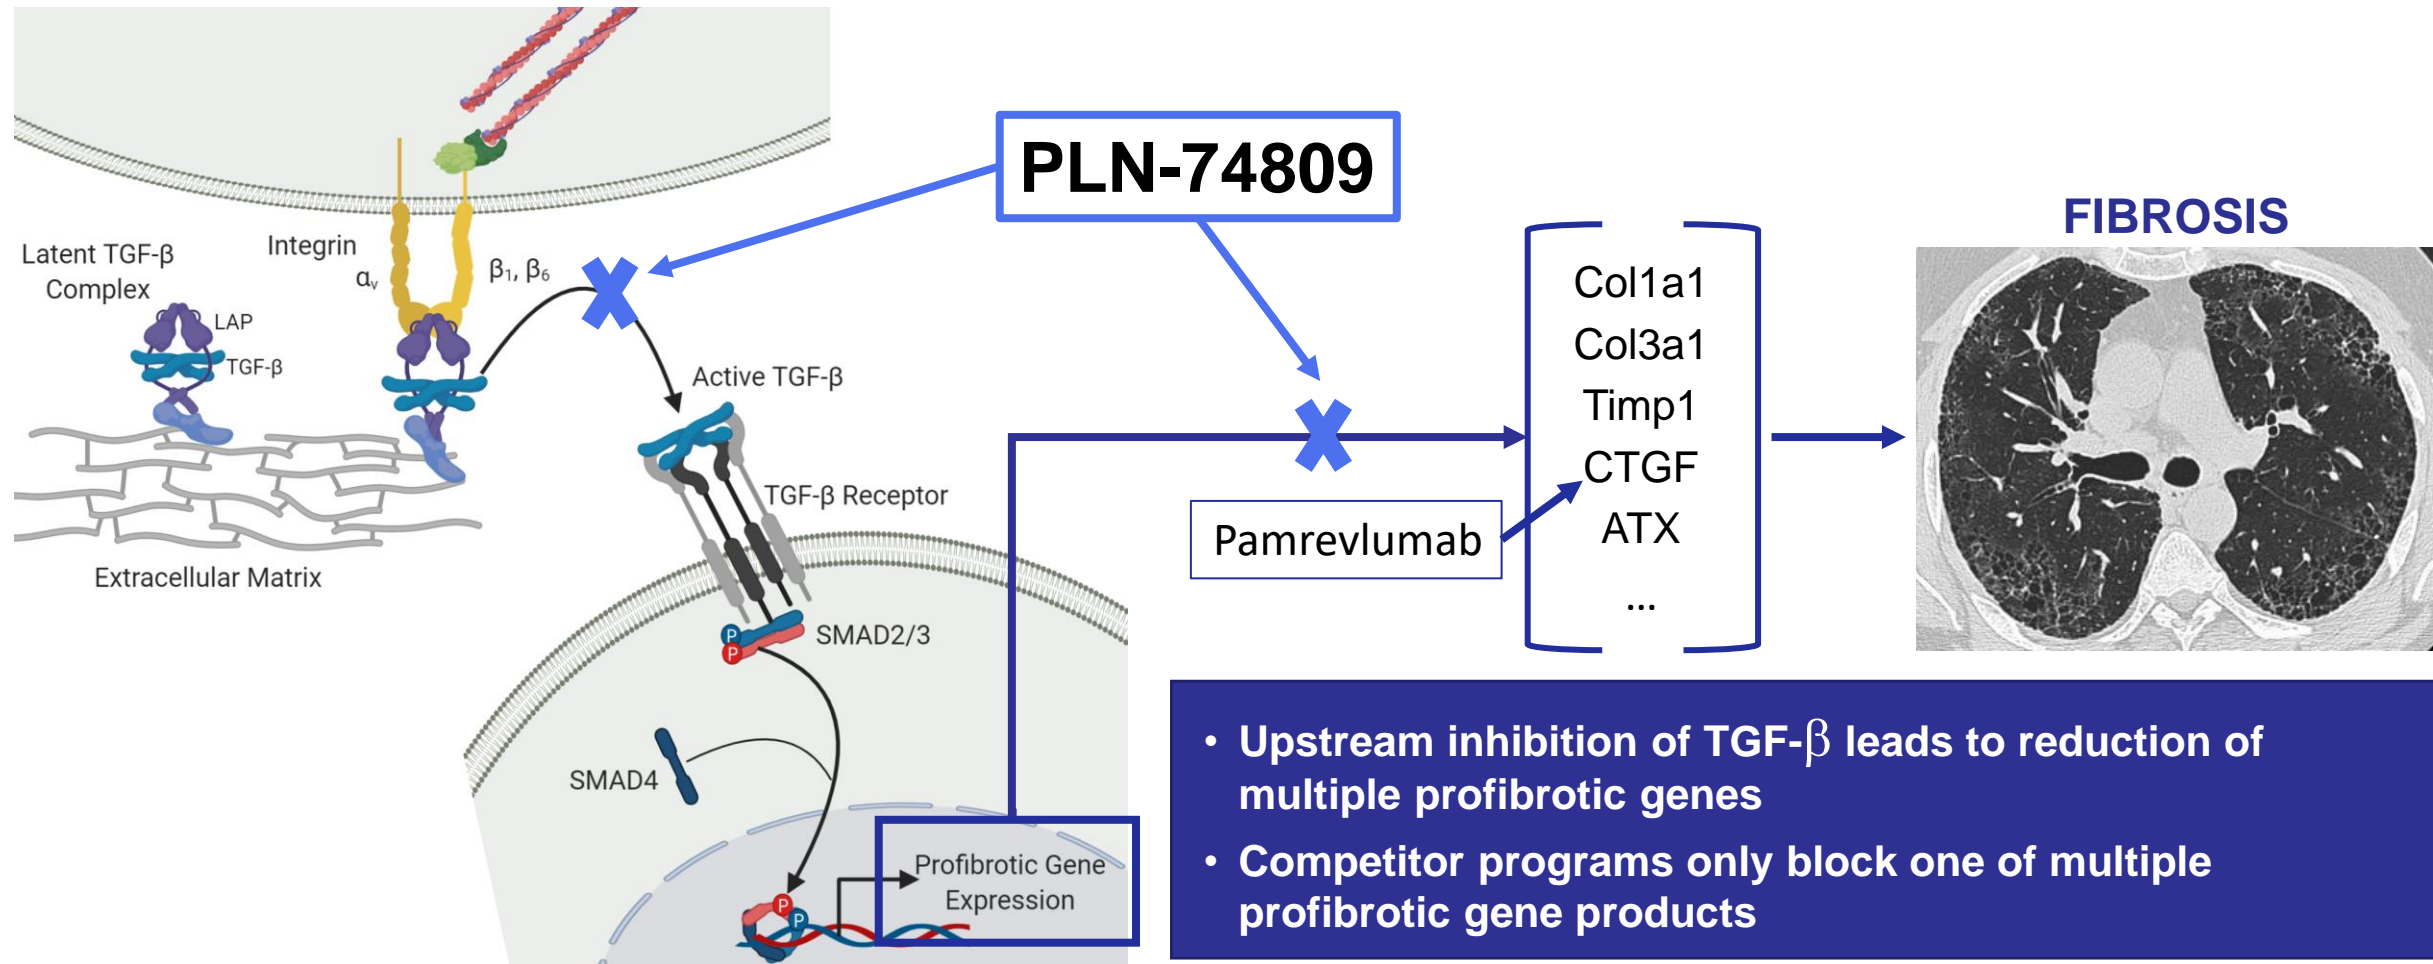 Latent TGF-β
Complex
LAP
TGF-β
Extracellular Matrix
Integrin
αv
β1, β6
Active TGF-β
TGF-β Receptor
P
P
SMAD2/3
SMAD4
P
P
Profibrotic Gene
Expression
PLN-74809
Pamrevlumab
Col1a1
Col3a1
Timp1
CTGF
ATX
...
FIBROSIS
• Upstream inhibition of TGF-β leads to reduction of
multiple profibrotic genes
• Competitor programs only block one of multiple
profibrotic gene products